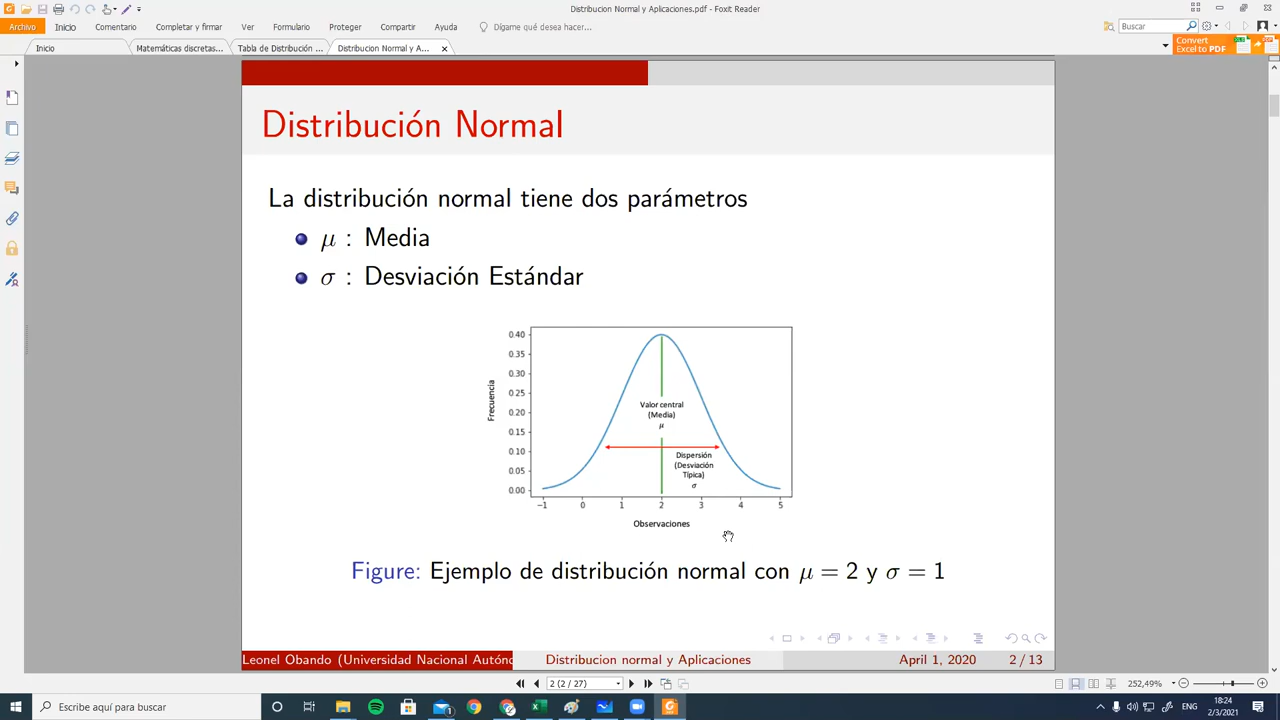 Distribucion Normal y Aplicaciones.pdf - Foxit Reader
Archivo Inicio Comentario Completar y firmar Ver Formulario Proteger Compartir Ayuda Dígame qué desea hacer... Buscar
Inicio Matemáticas discretas... Tabla de Distribución ... Distribucion Normal y A...
Convert
Excel to PDF
Distribución Normal
La distribución normal tiene dos parámetros
μ : Media
σ : Desviación Estándar
0.40
0.35
0.30
0.25
0.20
0.15
0.10
0.05
0.00
Frecuencia
Valor central
(Media)
μ
Dispersión
(Desviación
Típica)
σ
−1 0 1 2 3 4 5
Observaciones
Figure: Ejemplo de distribución normal con μ = 2 y σ = 1
Leonel Obando (Universidad Nacional Autónc Distribucion normal y Aplicaciones April 1, 2020 2 / 13
2 (2 / 27) 252,49%
Escribe aquí para buscar
ENG
18:24
2/3/2021